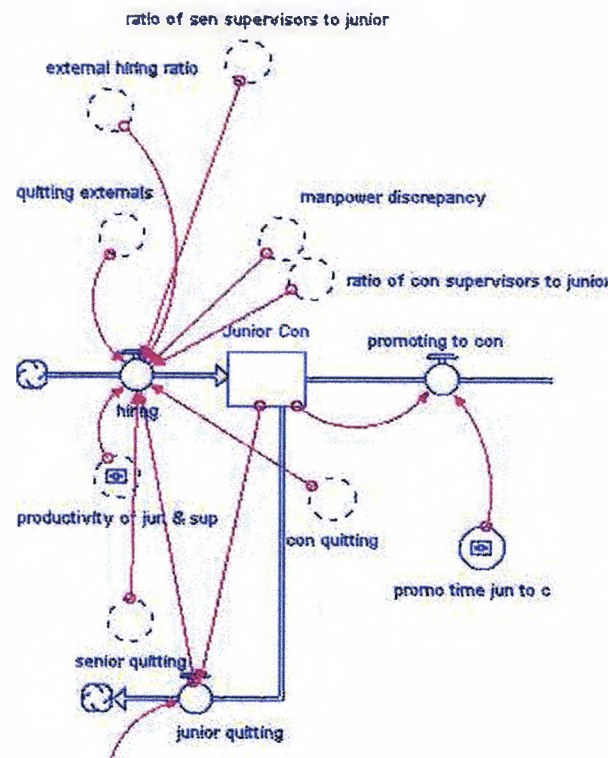 ratio of sen supervisors to junior
external hiring ratio
quitting externals
manpower discrepancy
ratio of con supervisors to junior
Junior Con
promoting to con
hiring
productivity of jun & sup
con quitting
promo time jun to c
senior quitting
junior quitting